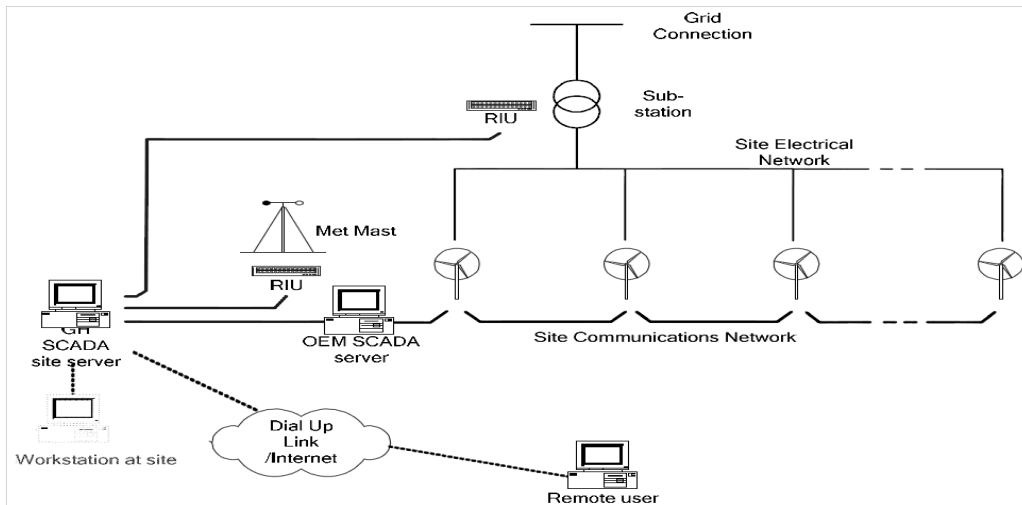 Grid
Connection
Sub-
station
RIU
Site Electrical
Network
Met Mast
RIU
GH
SCADA
site server
OEM SCADA
server
Site Communications Network
Workstation at site
Dial Up
Link
/Internet
Remote user